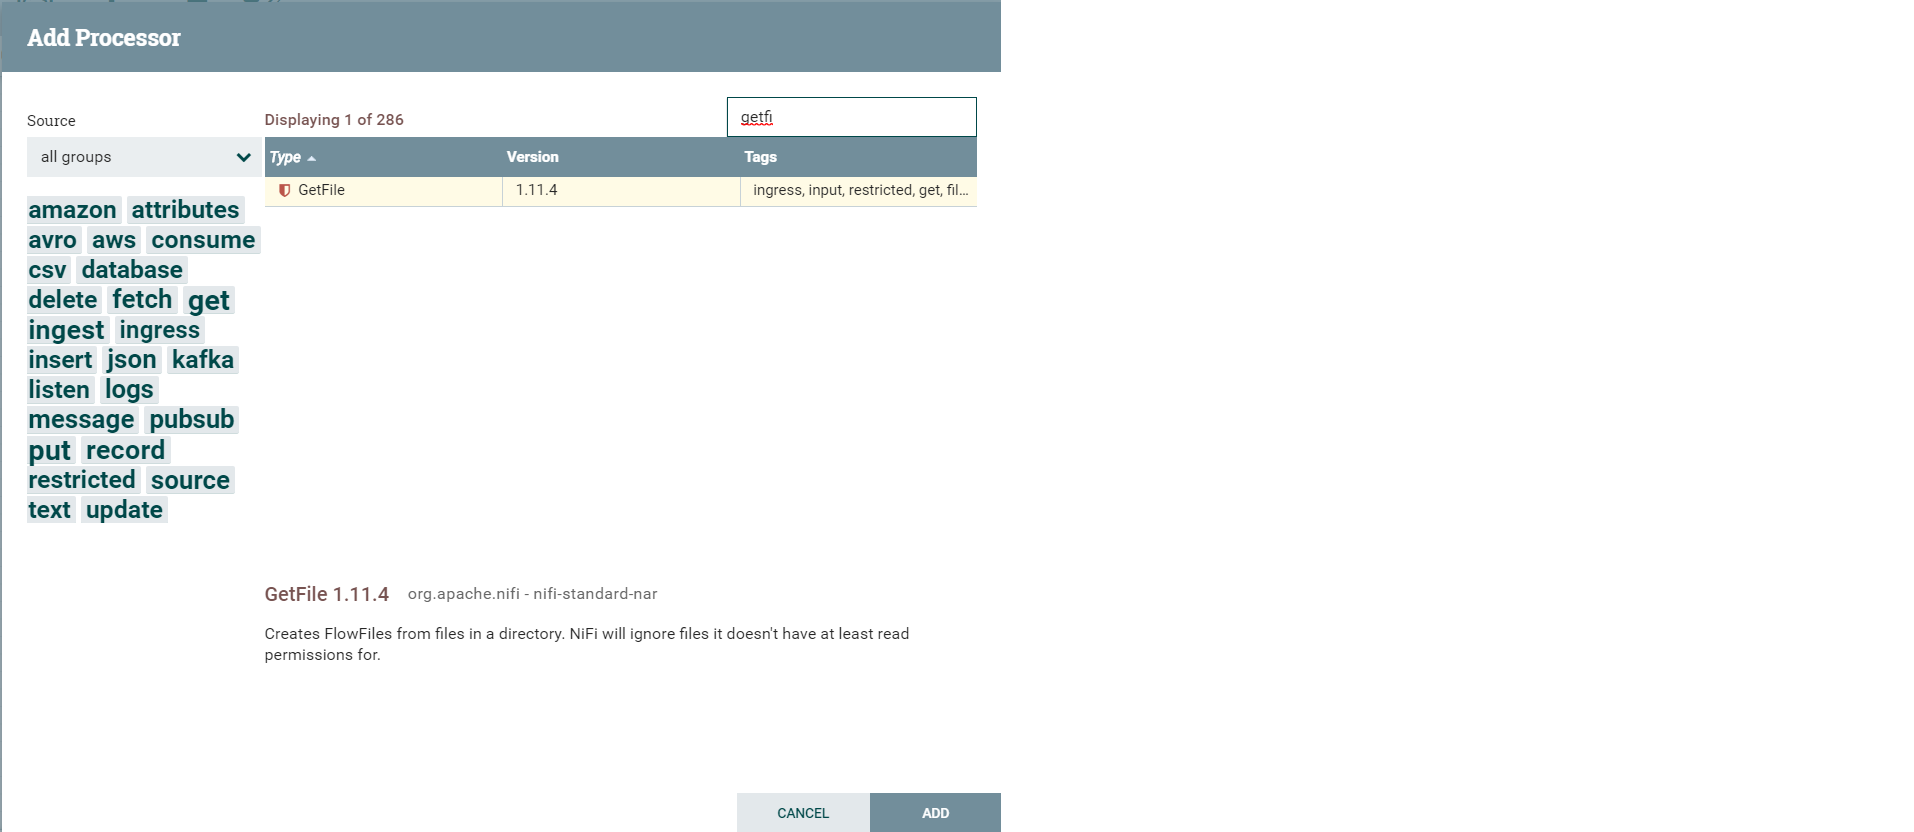 Add Processor
Source
Displaying 1 of 286
getfi
all groups
Type Version Tags
GetFile 1.11.4 ingress, input, restricted, get, fil...
amazon attributes
avro aws consume
csv database
delete fetch get
ingest ingress
insert json kafka
listen logs
message pubsub
put record
restricted source
text update
GetFile 1.11.4 org.apache.nifi - nifi-standard-nar
Creates FlowFiles from files in a directory. NiFi will ignore files it doesn't have at least read
permissions for.
CANCEL ADD